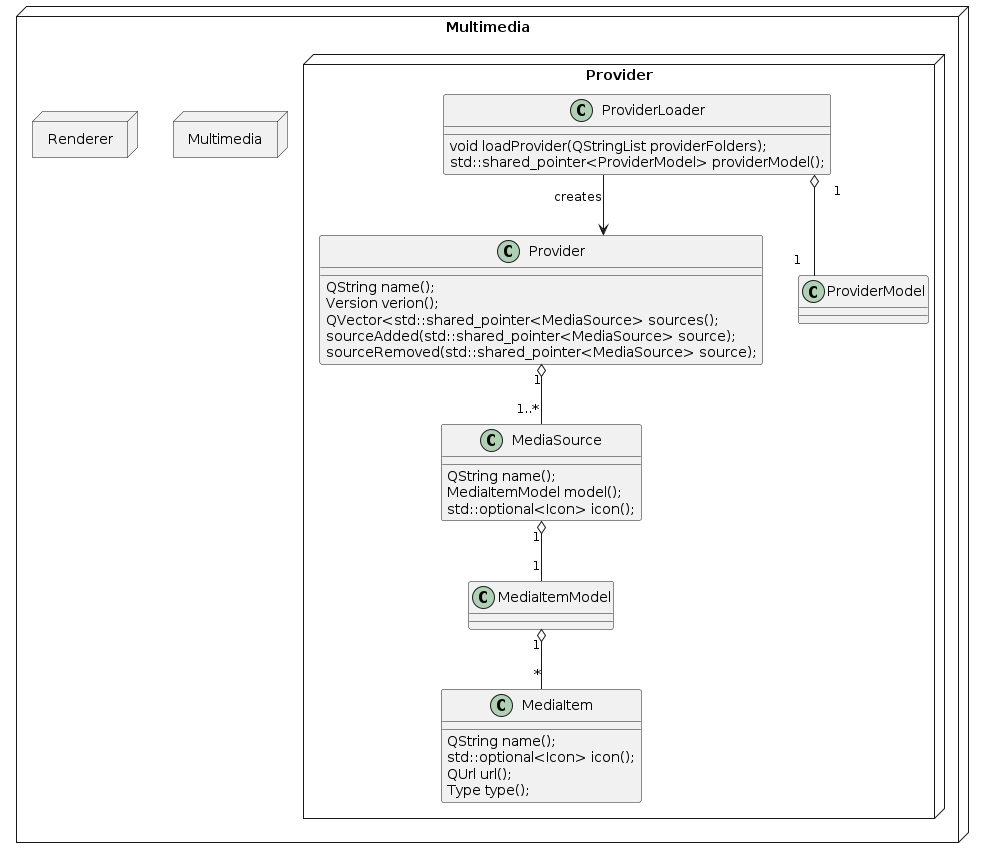 Multimedia
Provider
Renderer
Multimedia
C ProviderLoader
void loadProvider(QStringList providerFolders);
std::shared_pointer<ProviderModel> providerModel();
creates
1
1
C Provider
QString name();
Version verion();
QVector<std::shared_pointer<MediaSource> sources();
sourceAdded(std::shared_pointer<MediaSource> source);
sourceRemoved(std::shared_pointer<MediaSource> source);
C ProviderModel
1
1..*
C MediaSource
QString name();
MediaItemModel model();
std::optional<Icon> icon();
1
1
C MediaItemModel
1
*
C MediaItem
QString name();
std::optional<Icon> icon();
QUrl url();
Type type();